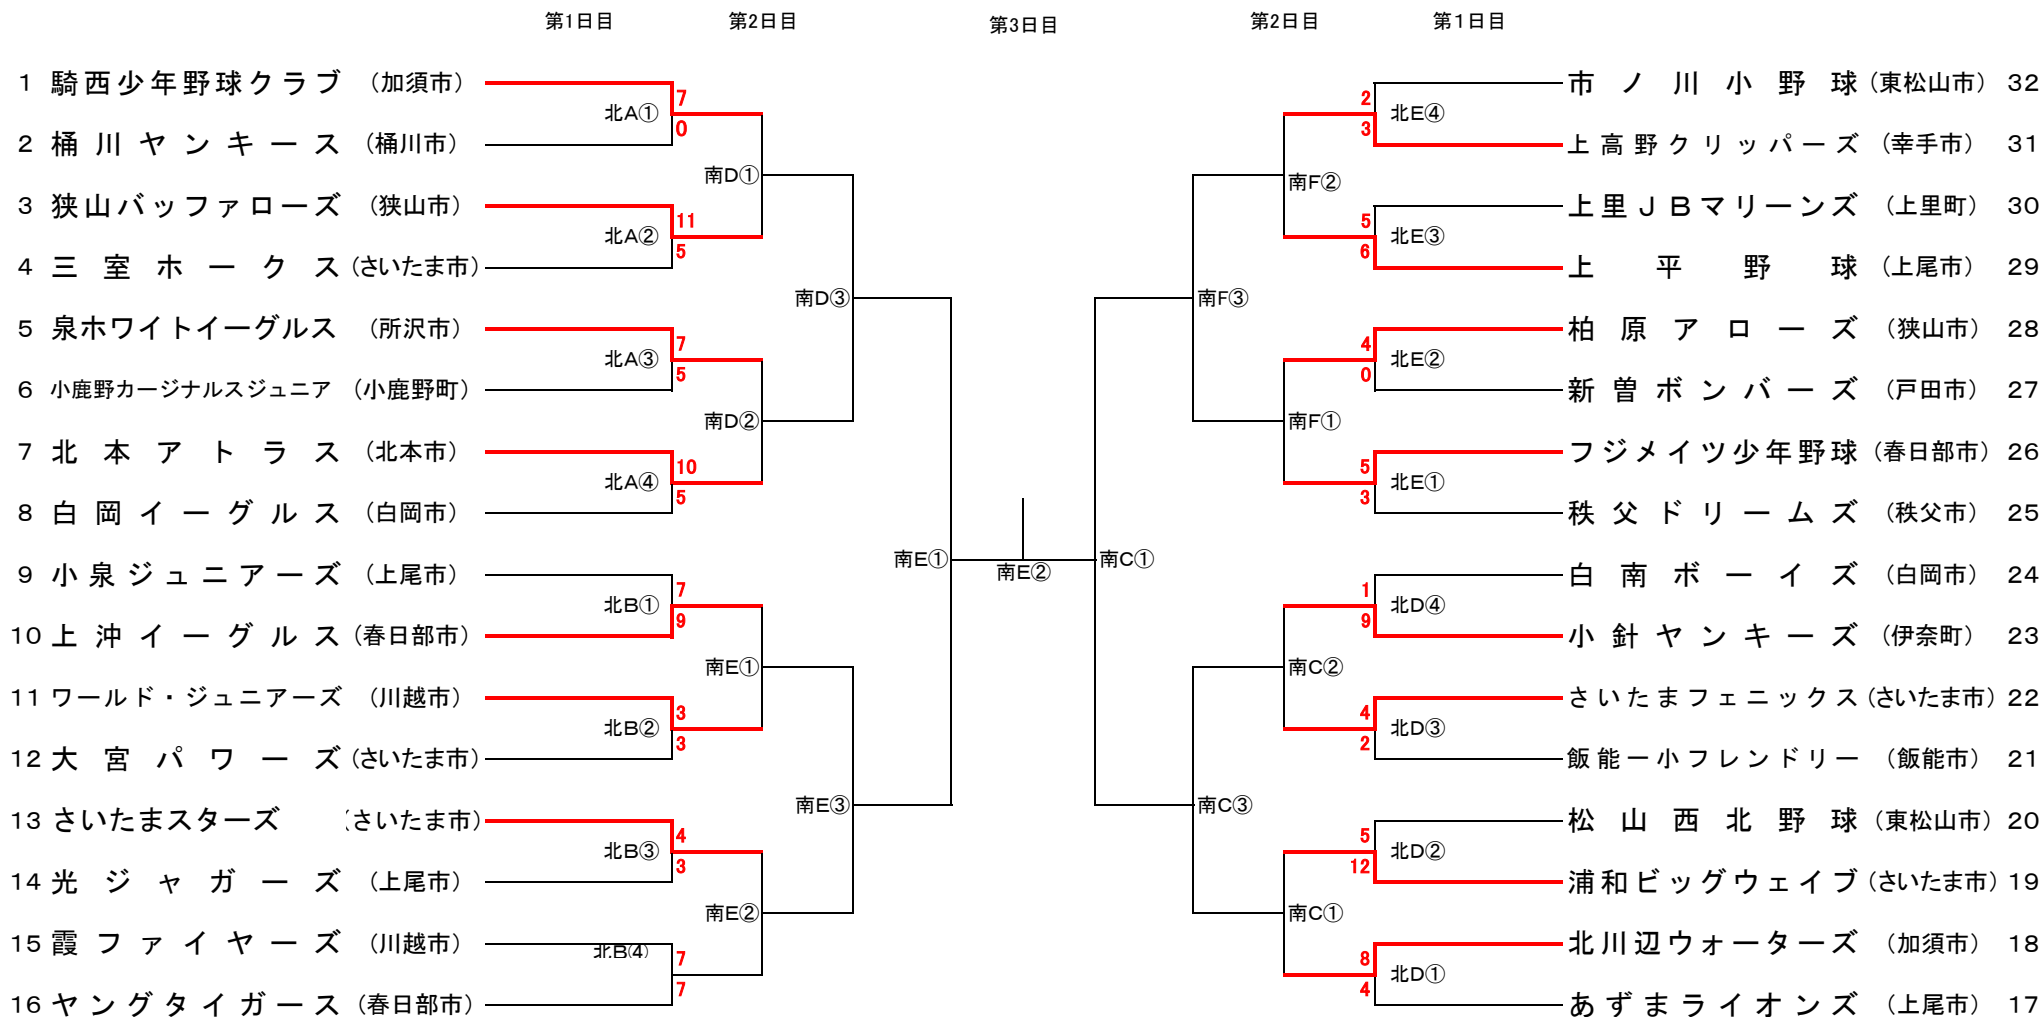 第1日目 第2日目 第3日目 第2日目 第1日目
1 騎西少年野球クラブ (加須市) 7 市ノ川小野球 (東松山市) 32
北A① 2 北E④
2 桶川ヤンキース (桶川市) 0 3 上高野クリッパーズ (幸手市) 31
南D① 南F②
3 狭山バッファローズ (狭山市) 11 5 上里JBマリーンズ (上里町) 30
北A② 北E③
4 三室ホークス (さいたま市) 5 6 上平野球 (上尾市) 29
南D③ 南F③
5 泉ホワイトイーグルス (所沢市) 7 4 柏原アローズ (狭山市) 28
北A③ 北E②
6 小鹿野カージナルスジュニア (小鹿野町) 5 0 新曽ボンバーズ (戸田市) 27
南D② 南F①
7 北本アトラス (北本市) 10 5 フジメイツ少年野球 (春日部市) 26
北A④ 北E①
8 白岡イーグルス (白岡市) 5 3 秩父ドリームズ (秩父市) 25
南E① 南E② 南C①
9 小泉ジュニアーズ (上尾市) 7 1 白南ボーイズ (白岡市) 24
北B① 北D④
10 上沖イーグルス (春日部市) 9 9 小針ヤンキーズ (伊奈町) 23
南E① 南C②
11 ワールド・ジュニアーズ (川越市) 3 4 さいたまフェニックス (さいたま市) 22
北B② 北D③
12 大宮パワーズ (さいたま市) 3 2 飯能一小フレンドリー (飯能市) 21
南E③ 南C③
13 さいたまスターズ (さいたま市) 4 5 松山西北野球 (東松山市) 20
北B③ 北D②
14 光ジャガーズ (上尾市) 3 12 浦和ビッグウェイブ (さいたま市) 19
南E② 南C①
15 霞ファイヤーズ (川越市) 7 8 北川辺ウォーターズ (加須市) 18
北B④ 北D①
16 ヤングタイガース (春日部市) 7 4 あずまライオンズ (上尾市) 17